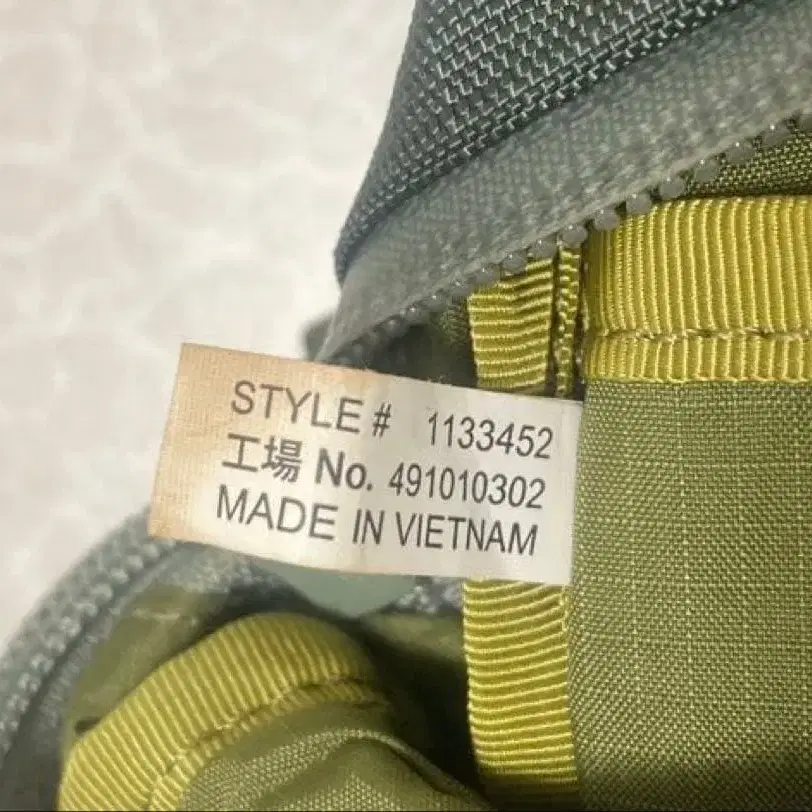 STYLE # 1133452
工場 No. 491010302
MADE IN VIETNAM